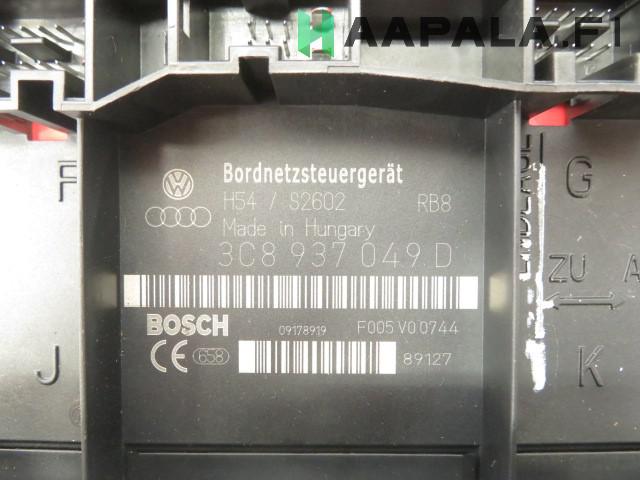 HAAPALA.FI
Bordnetzsteuergerät
H54 / S2602 RB8
Made in Hungary
3C8 937 049 D
BOSCH 09178919 F005 V0 0744
CE 658 89127
F
J
G
ZU A
K